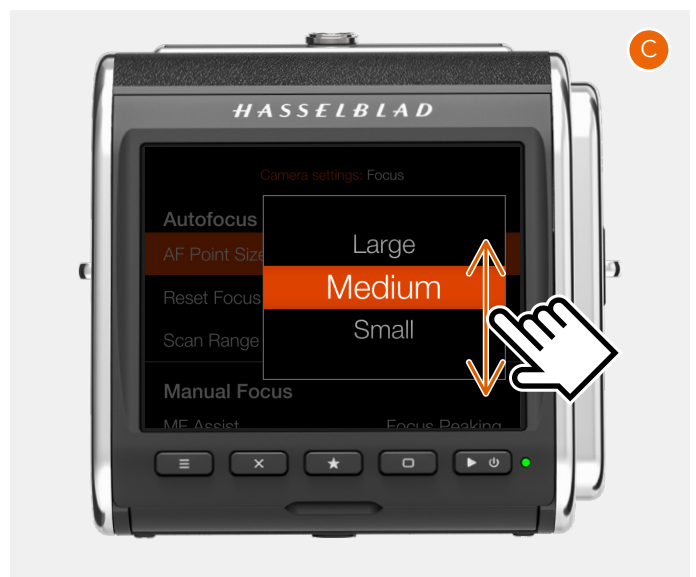 C
HASSELBLAD
Camera settings: Focus
Autofocus
AF Point Size
Large
Medium
Small
Reset Focus
Scan Range
Manual Focus
MF Assist Focus Peaking